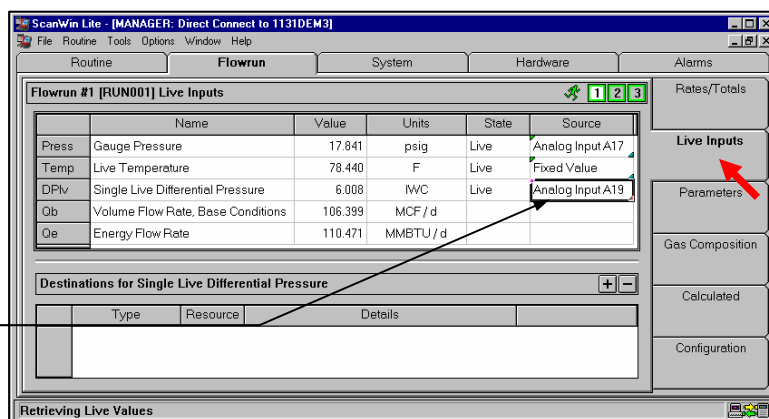 ScanWin Lite - [MANAGER: Direct Connect to 1131DEM3]
File Routine Tools Options Window Help
Routine Flowrun System Hardware Alarms
Flowrun #1 [RUN001] Live Inputs 1 2 3
Name Value Units State Source
Press Gauge Pressure 17.841 psig Live Analog Input A17
Temp Live Temperature 78.440 F Live Fixed Value
DPlv Single Live Differential Pressure 6.008 IWC Live Analog Input A19
Qb Volume Flow Rate, Base Conditions 106.399 MCF / d
Qe Energy Flow Rate 110.471 MMBTU / d
Destinations for Single Live Differential Pressure + −
Type Resource Details
Rates/Totals
Live Inputs
Parameters
Gas Composition
Calculated
Configuration
Retrieving Live Values